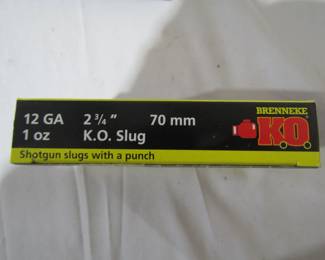 12 GA 2 3/4" 70 mm
1 oz K.O. Slug
Shotgun slugs with a punch
BRENNEKE
K.O.